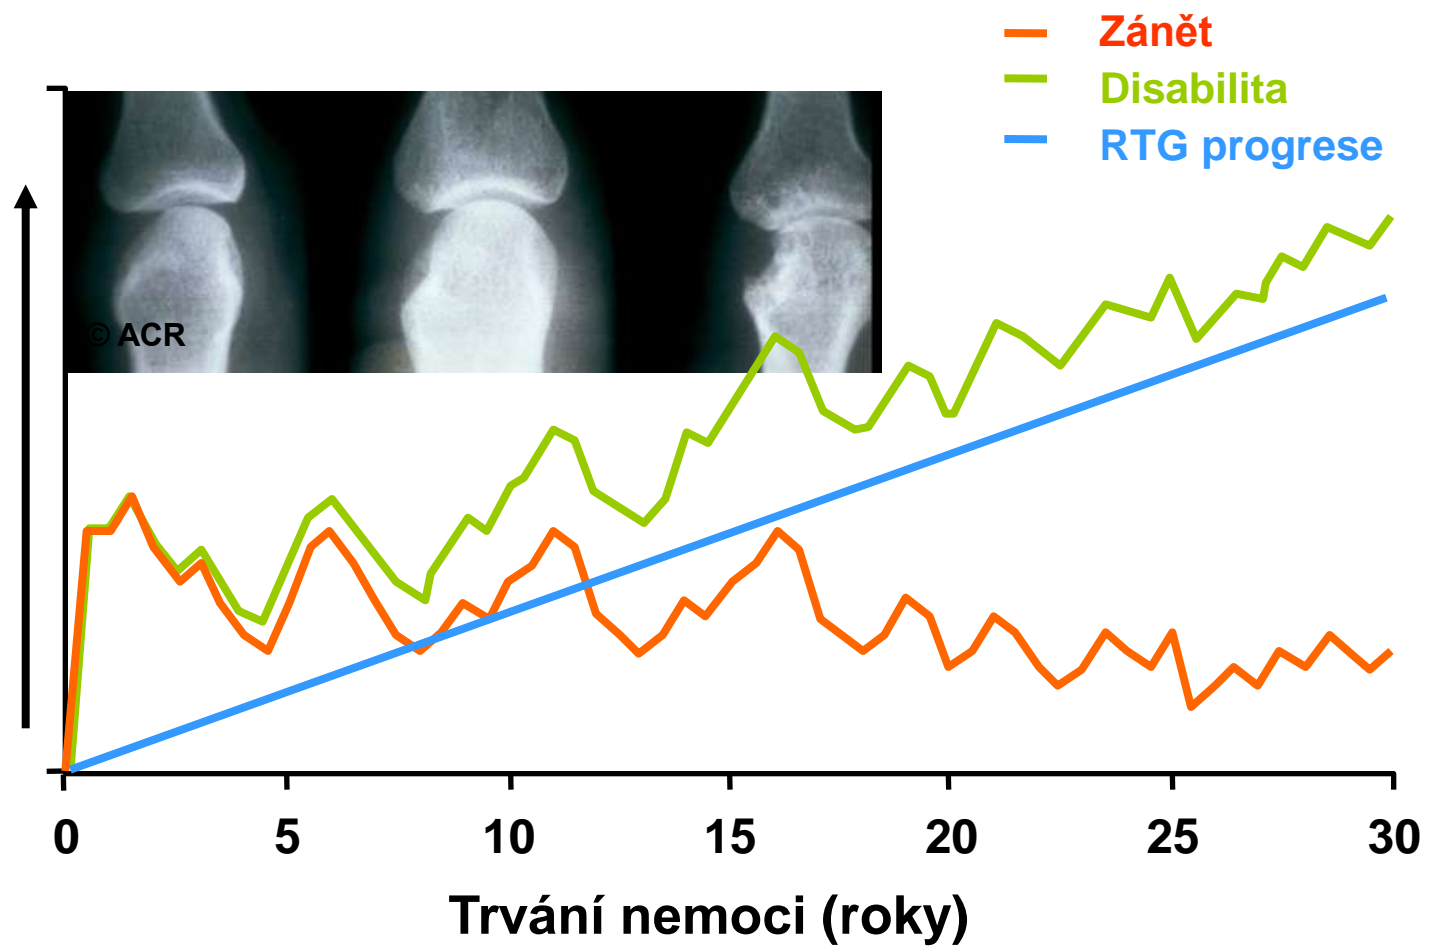 Zánět
Disabilita
RTG progrese
© ACR
0 5 10 15 20 25 30
Trvání nemoci (roky)